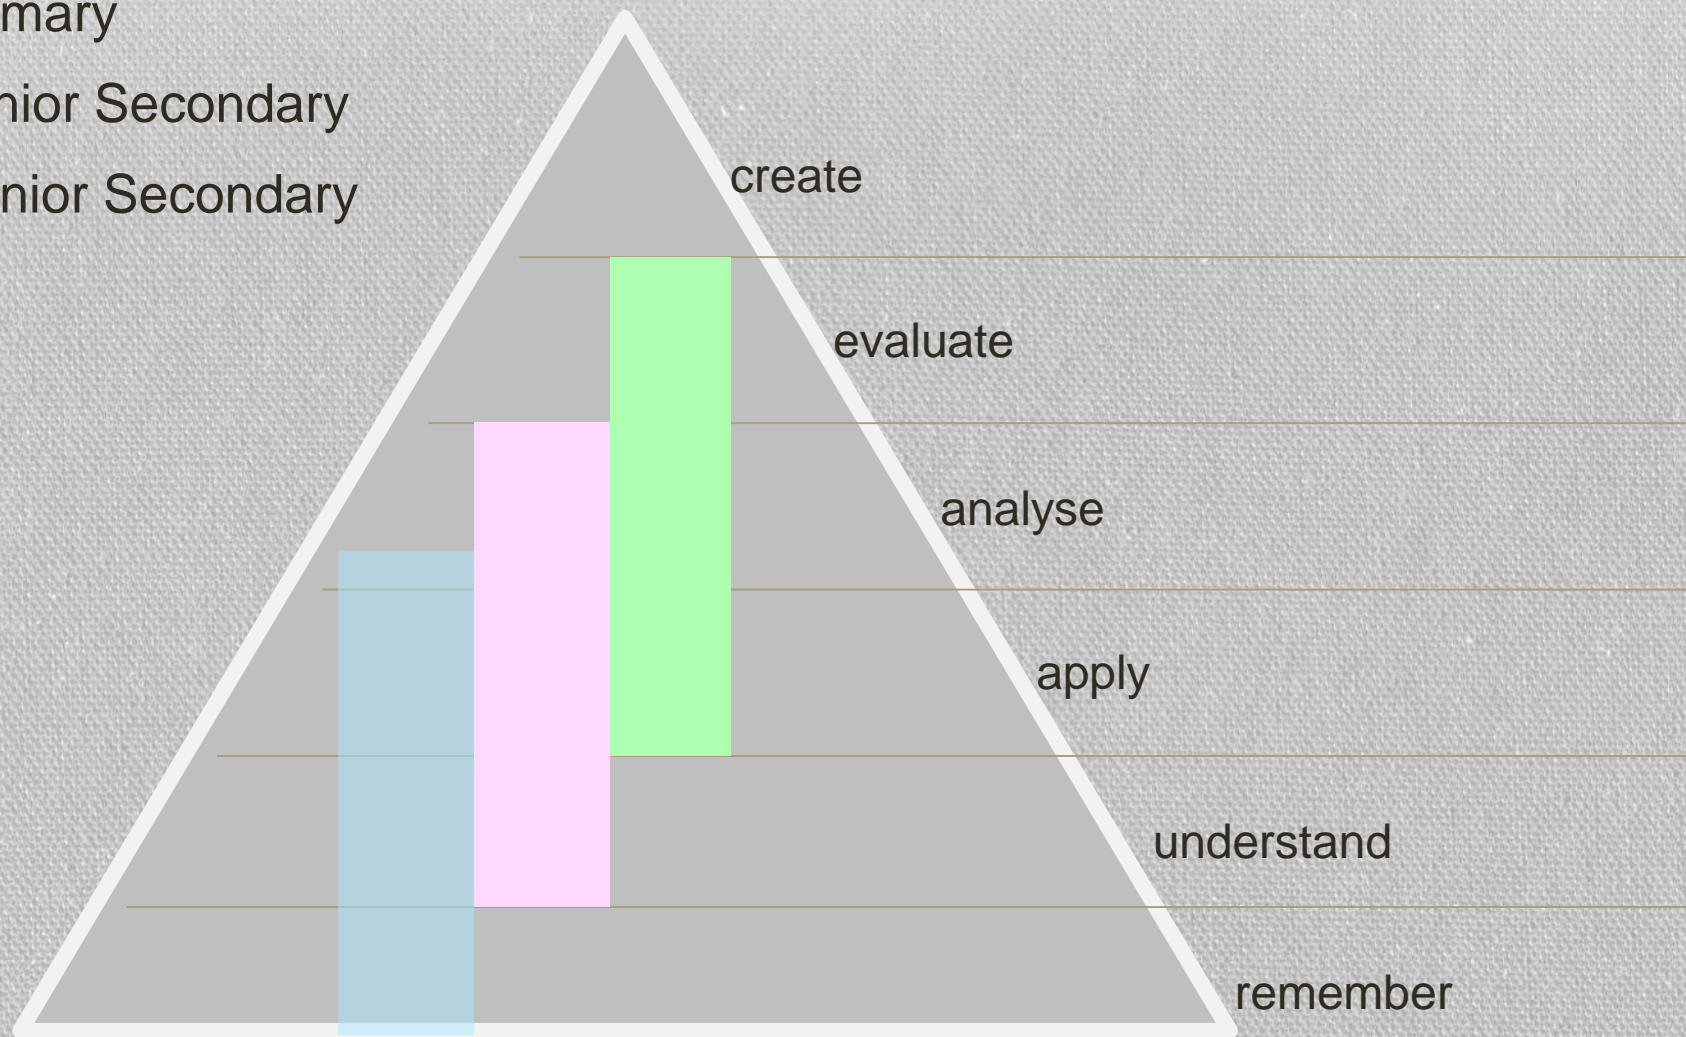 mary
nior Secondary
nior Secondary
create
evaluate
analyse
apply
understand
remember